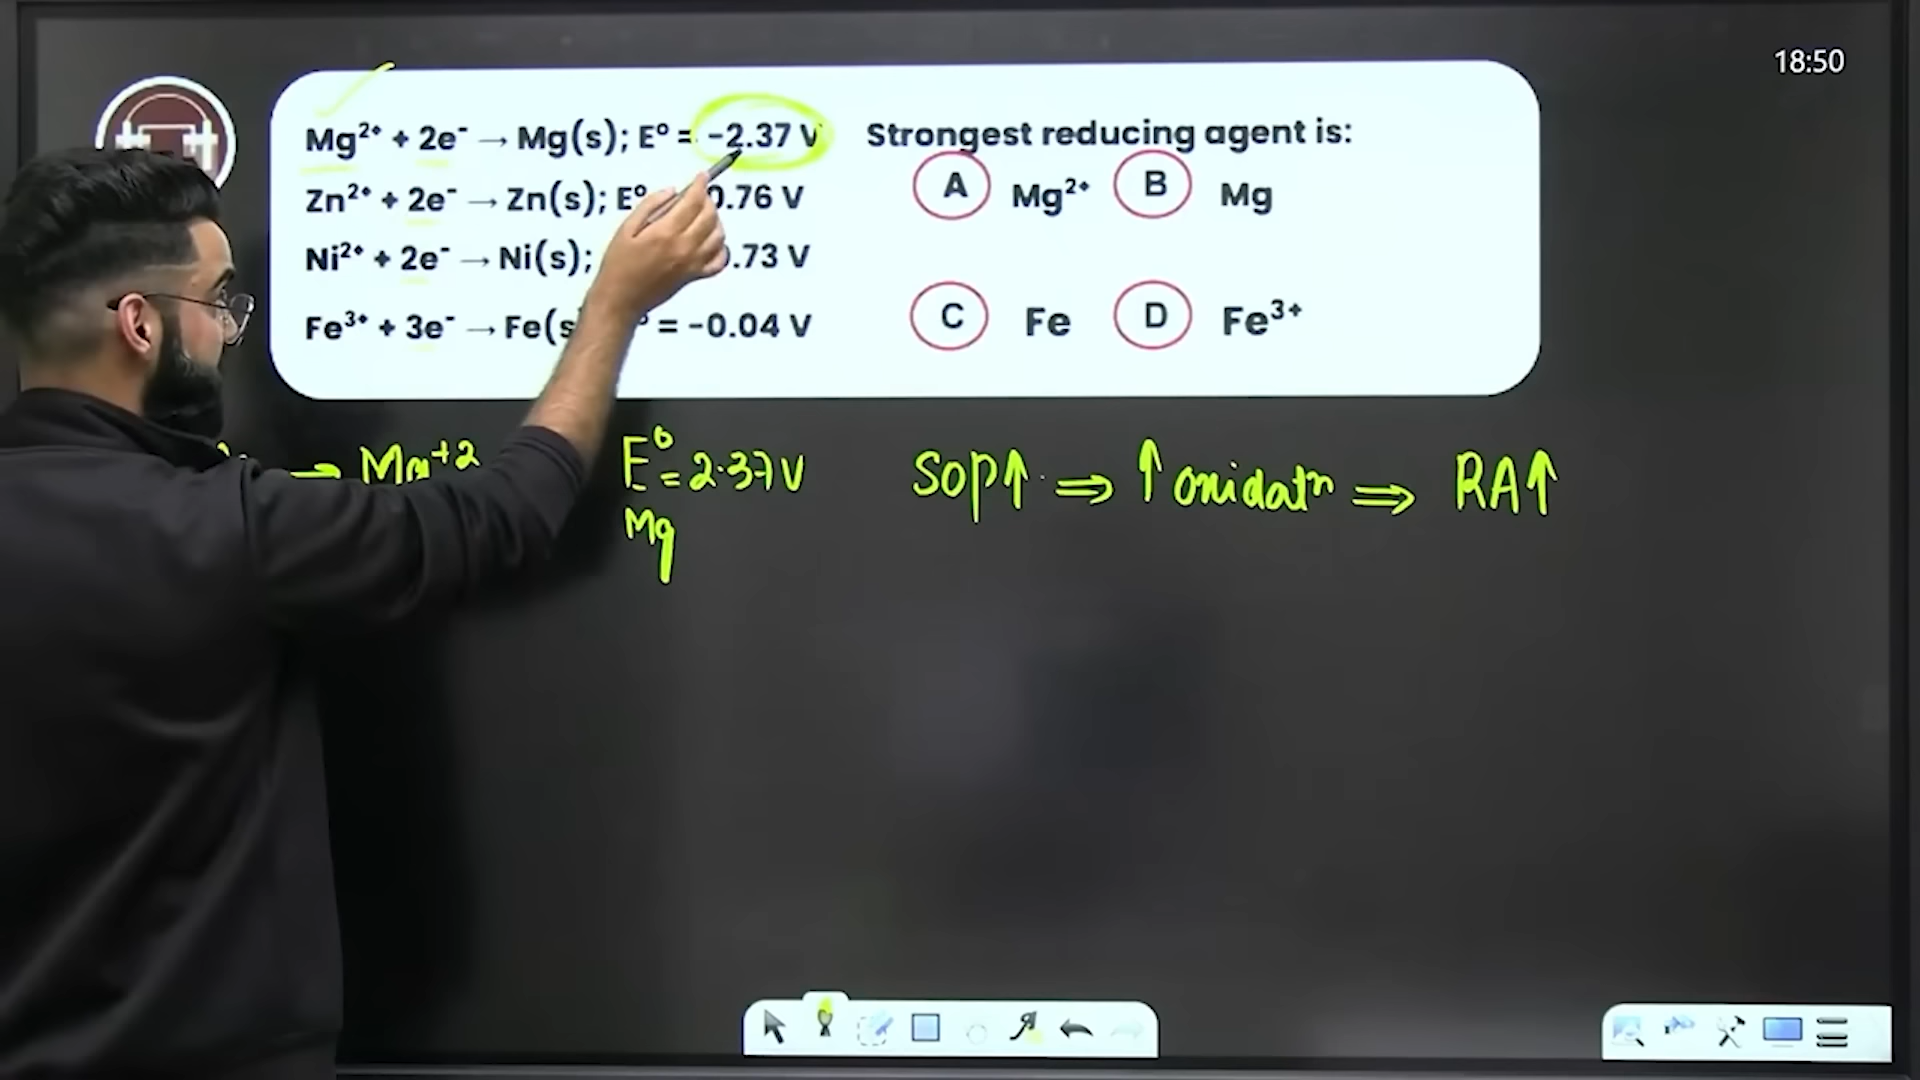 18:50
Mg²⁺ + 2e⁻ → Mg(s); E° = -2.37 V
Zn²⁺ + 2e⁻ → Zn(s); E° 0.76 V
Ni²⁺ + 2e⁻ → Ni(s); .73 V
Fe³⁺ + 3e⁻ → Fe(s = -0.04 V
Strongest reducing agent is:
A Mg²⁺ B Mg
C Fe D Fe³⁺
→ Mg⁺² E° = 2.37 V
Mg
SOP↑ ⇒ ↑ oxidatⁿ ⇒ RA↑